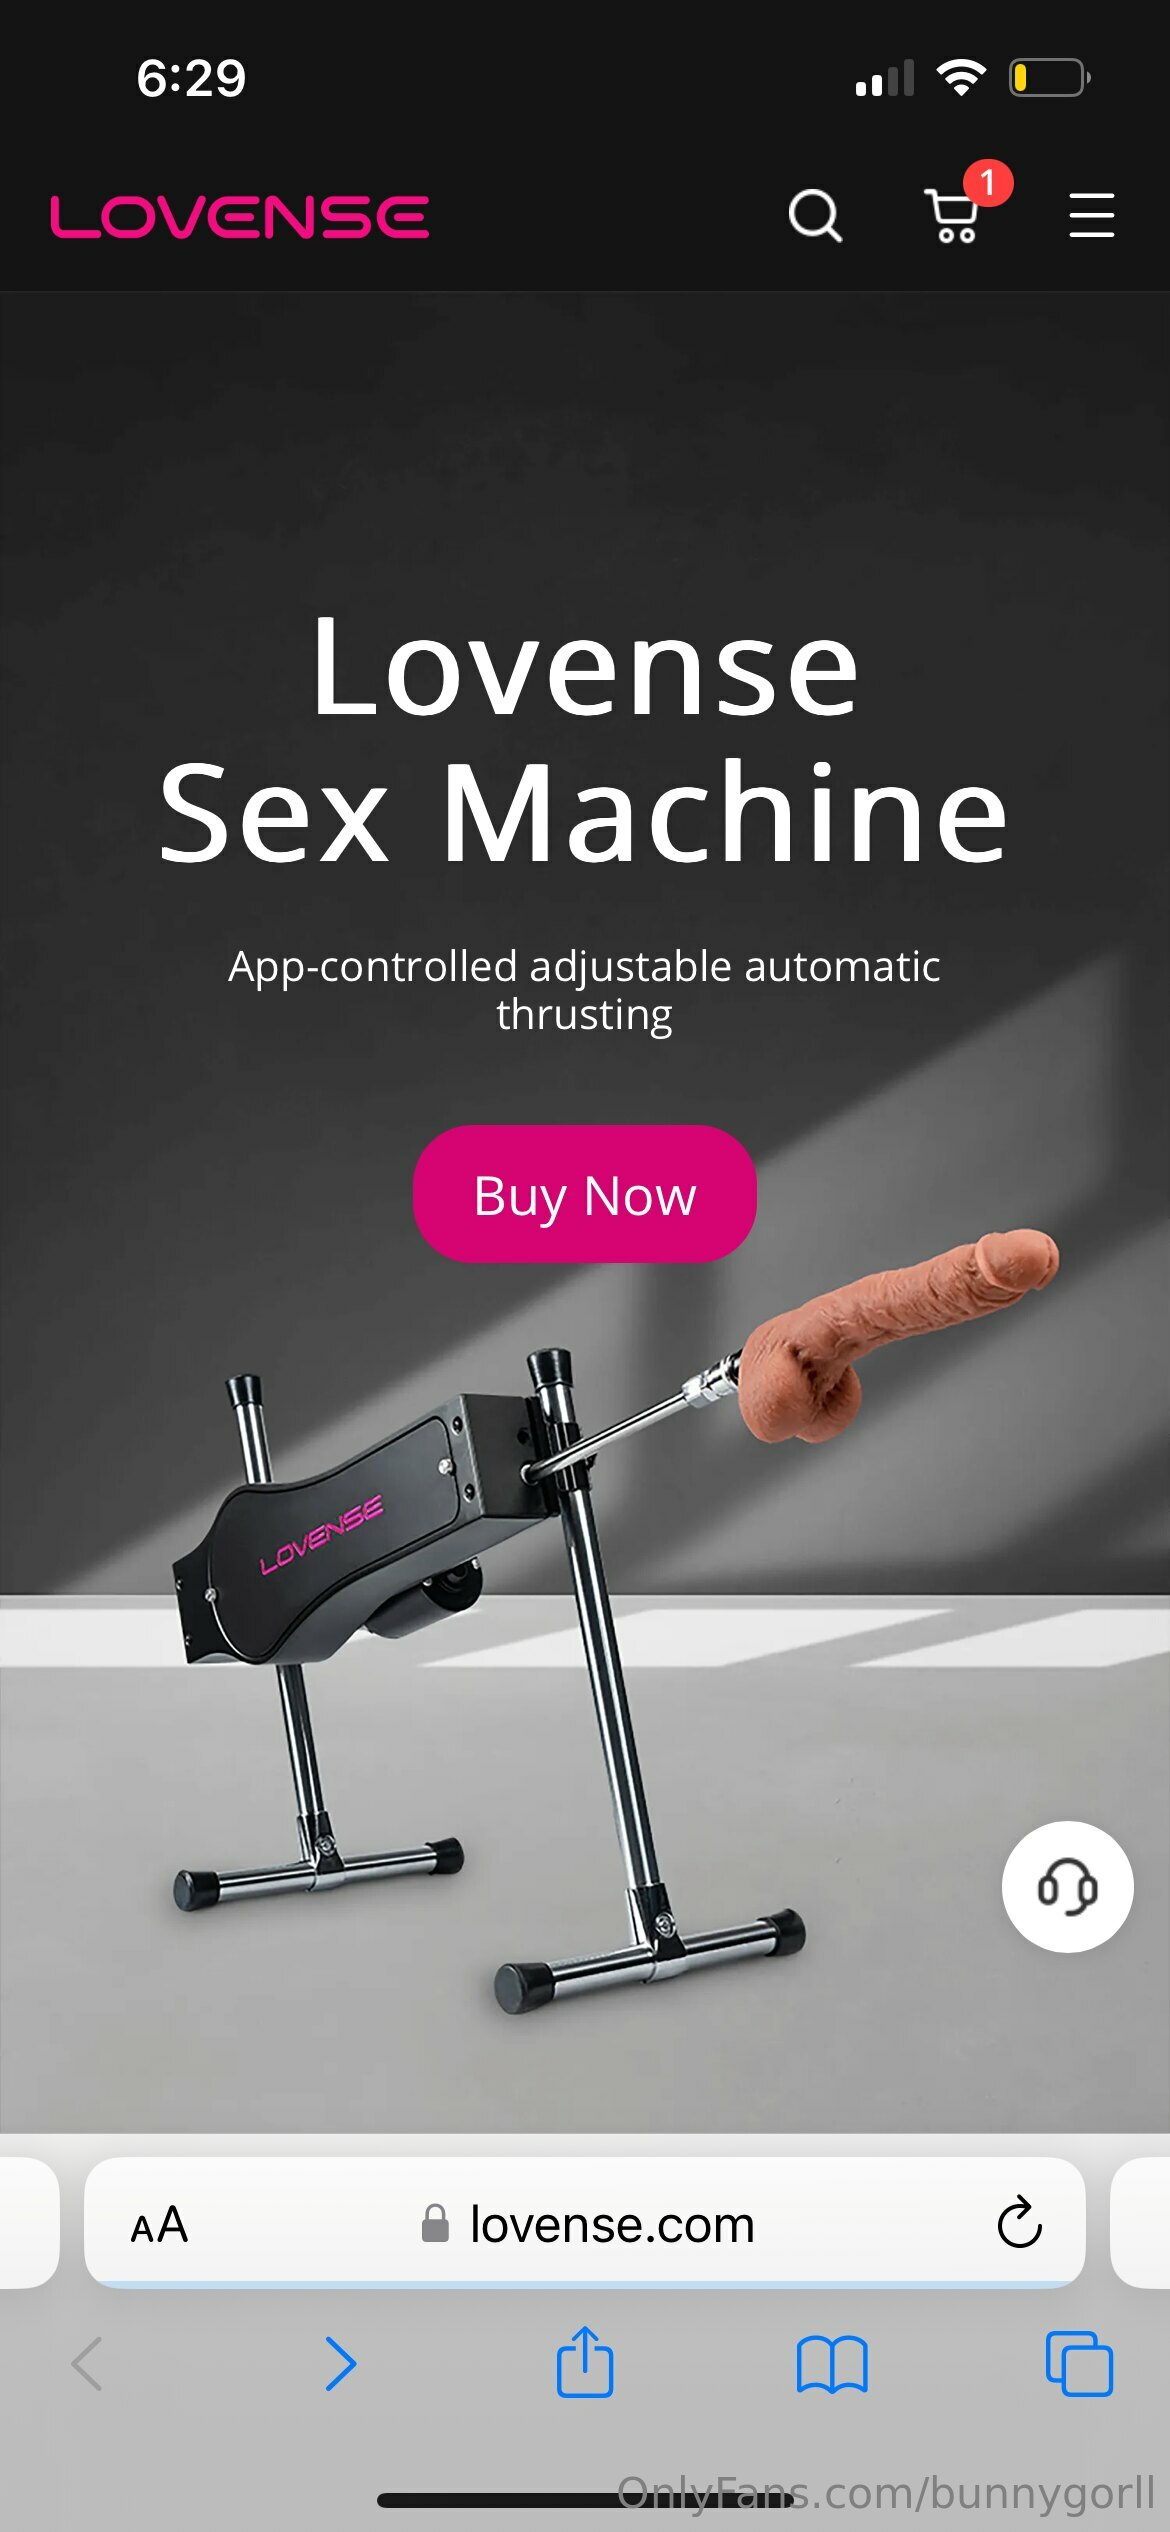 6:29
LOVENSE
1
Lovense
Sex Machine
App-controlled adjustable automatic
thrusting
Buy Now
LOVENSE
AA
lovense.com
OnlyFans.com/bunnygorll